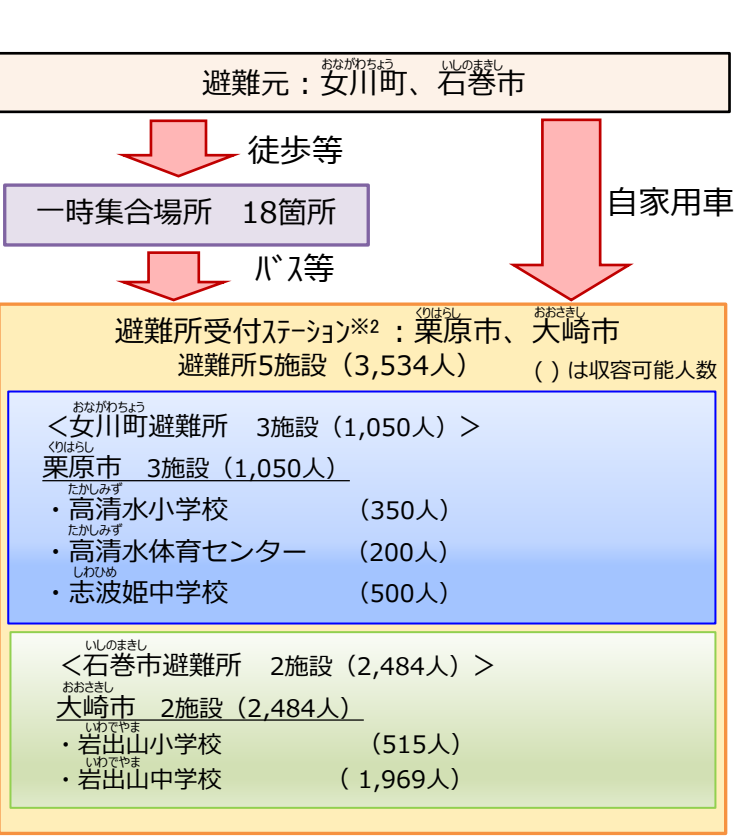 避難元：女川町、石巻市
おながわちょう いしのまきし
徒歩等
自家用車
一時集合場所　18箇所
バス等
避難所受付ステーション※2：栗原市、大崎市
くりはらし おおさきし
避難所5施設（3,534人）
( ) は収容可能人数
＜女川町避難所　3施設（1,050人）＞
おながわちょう
栗原市　3施設（1,050人）
くりはらし
・高清水小学校　（350人）
たかしみず
・高清水体育センター　（200人）
たかしみず
・志波姫中学校　（500人）
しわひめ
＜石巻市避難所　2施設（2,484人）＞
いしのまきし
大崎市　2施設（2,484人）
おおさきし
・岩出山小学校　（515人）
いわでやま
・岩出山中学校　（ 1,969人）
いわでやま